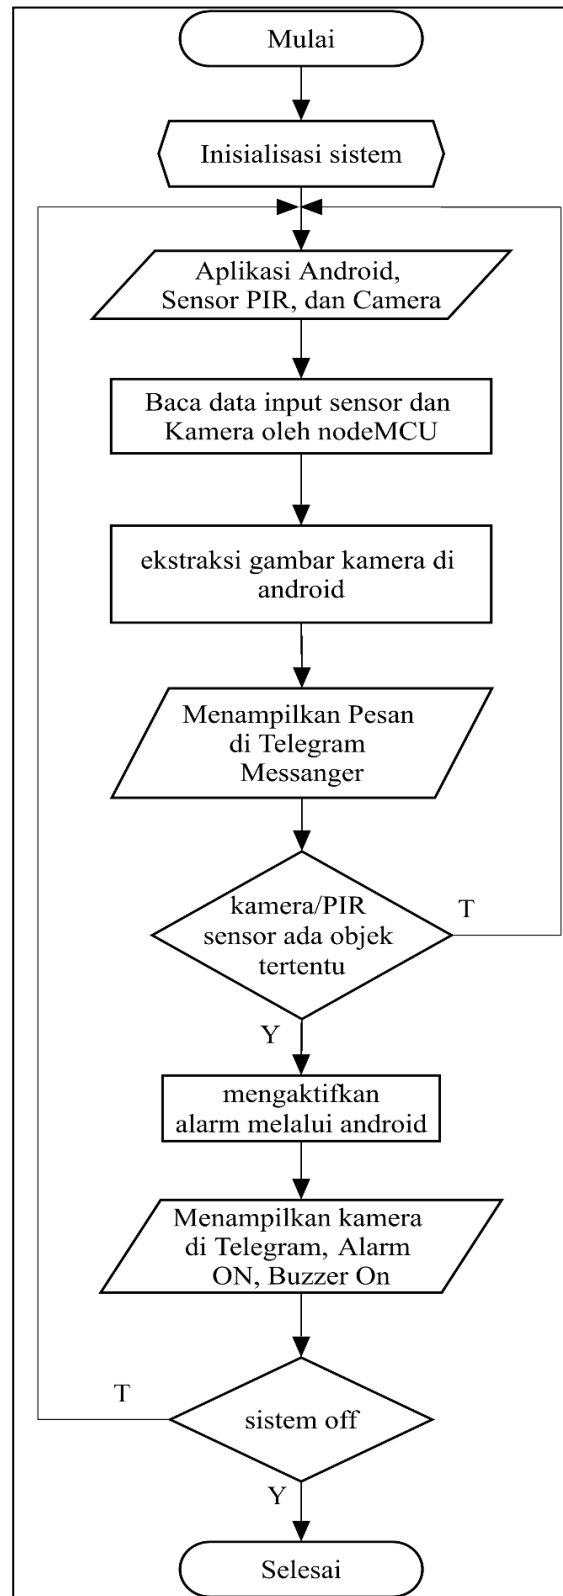 Mulai
Inisialisasi sistem
Aplikasi Android,
Sensor PIR, dan Camera
Baca data input sensor dan
Kamera oleh nodeMCU
ekstraksi gambar kamera di
android
Menampilkan Pesan
di Telegram
Messanger
kamera/PIR
sensor ada objek
tertentu
T
Y
mengaktifkan
alarm melalui android
Menampilkan kamera
di Telegram, Alarm
ON, Buzzer On
T
sistem off
Y
Selesai